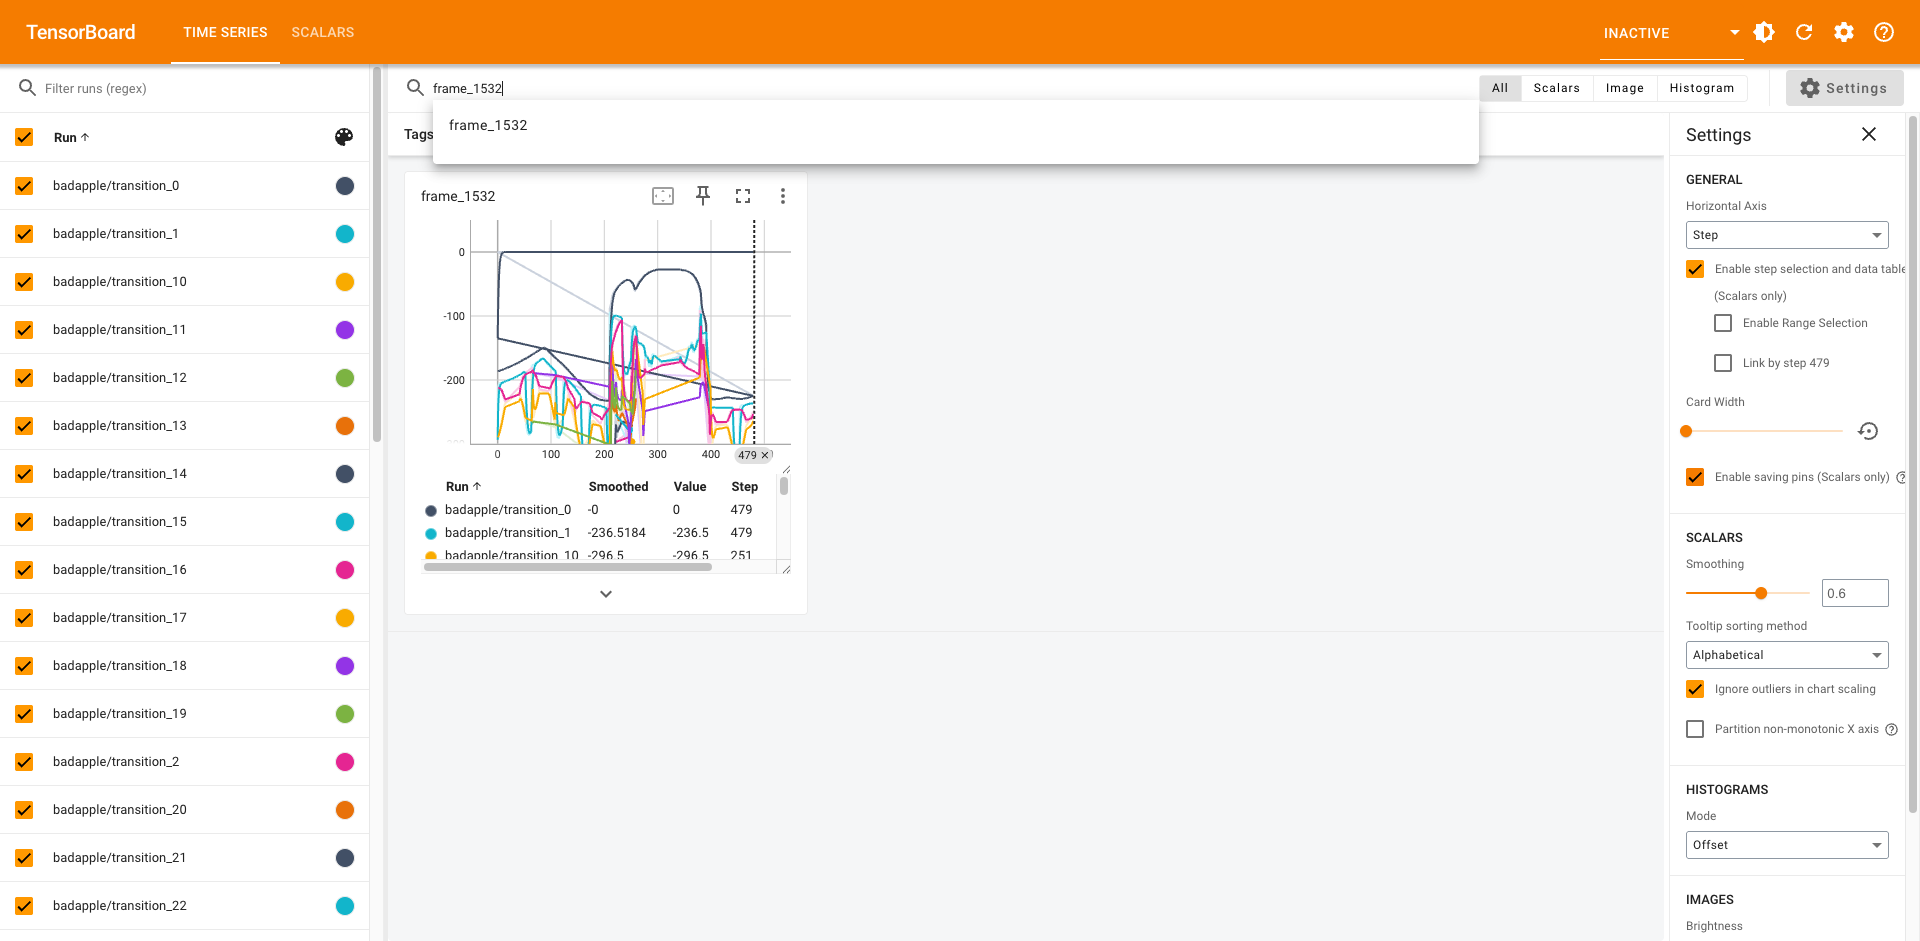 TensorBoard
TIME SERIES
SCALARS
INACTIVE
Filter runs (regex)
Run
badapple/transition_0
badapple/transition_1
badapple/transition_10
badapple/transition_11
badapple/transition_12
badapple/transition_13
badapple/transition_14
badapple/transition_15
badapple/transition_16
badapple/transition_17
badapple/transition_18
badapple/transition_19
badapple/transition_2
badapple/transition_20
badapple/transition_21
badapple/transition_22
frame_1532
All Scalars Image Histogram
Settings
frame_1532
Tags
frame_1532
0
-100
-200
0 100 200 300 400
479
Run Smoothed Value Step
badapple/transition_0 -0 0 479
badapple/transition_1 -236.5184 -236.5 479
badapple/transition_10 -296.5 -296.5 251
Settings
GENERAL
Horizontal Axis
Step
Enable step selection and data table
(Scalars only)
Enable Range Selection
Link by step 479
Card Width
Enable saving pins (Scalars only)
SCALARS
Smoothing
0.6
Tooltip sorting method
Alphabetical
Ignore outliers in chart scaling
Partition non-monotonic X axis
HISTOGRAMS
Mode
Offset
IMAGES
Brightness